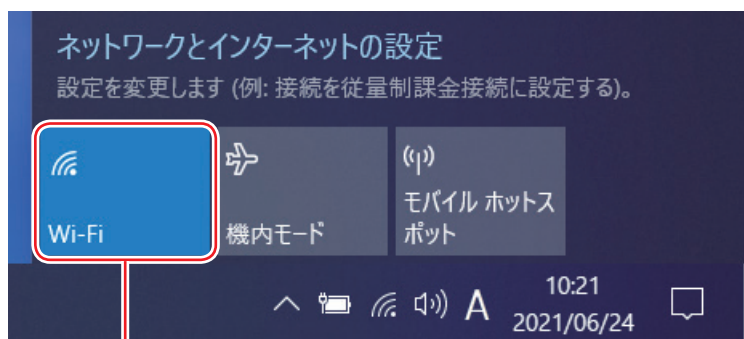 ネットワークとインターネットの設定
設定を変更します (例: 接続を従量制課金接続に設定する)。
Wi-Fi
機内モード
モバイル ホットス
ポット
A
10:21
2021/06/24